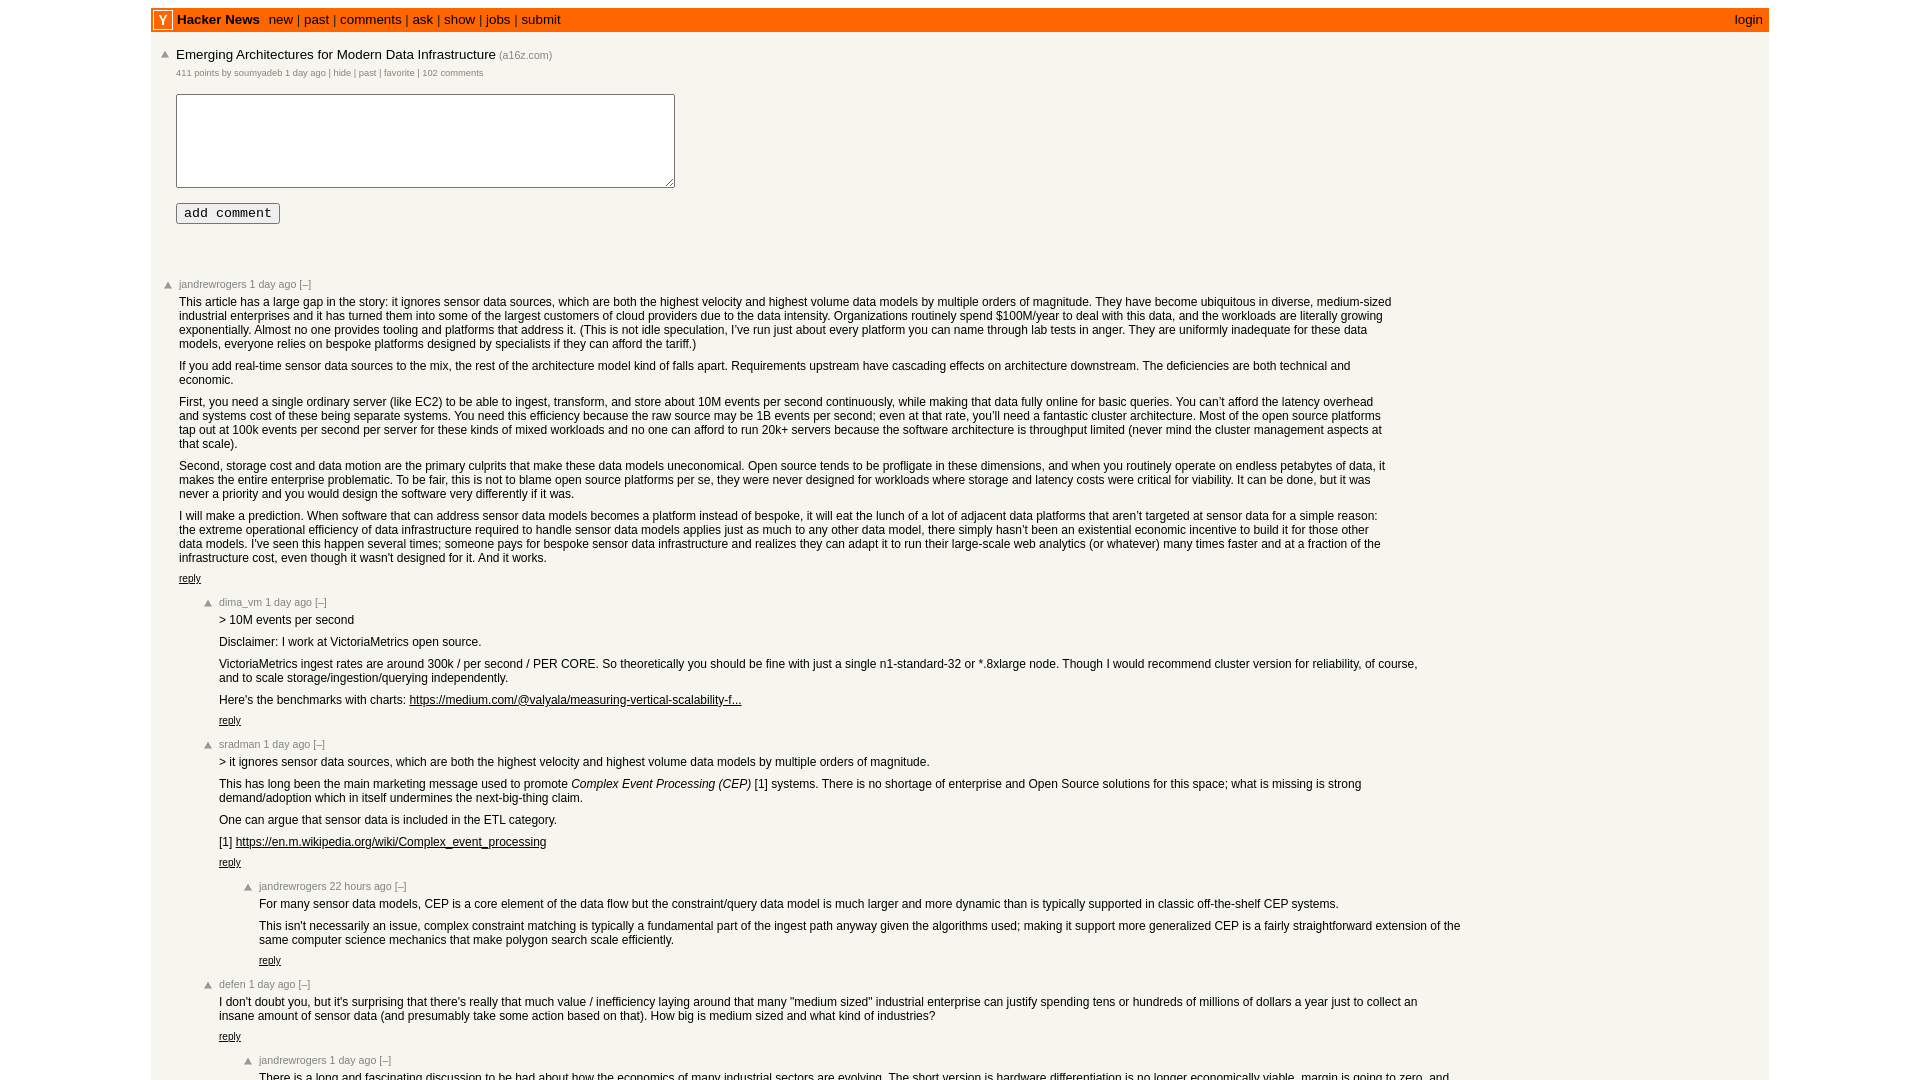 Y Hacker News new | past | comments | ask | show | jobs | submit login
Emerging Architectures for Modern Data Infrastructure (a16z.com)
411 points by soumyadeb 1 day ago | hide | past | favorite | 102 comments
add comment
jandrewrogers 1 day ago [–]
This article has a large gap in the story: it ignores sensor data sources, which are both the highest velocity and highest volume data models by multiple orders of magnitude. They have become ubiquitous in diverse, medium-sized
industrial enterprises and it has turned them into some of the largest customers of cloud providers due to the data intensity. Organizations routinely spend $100M/year to deal with this data, and the workloads are literally growing
exponentially. Almost no one provides tooling and platforms that address it. (This is not idle speculation, I’ve run just about every platform you can name through lab tests in anger. They are uniformly inadequate for these data
models, everyone relies on bespoke platforms designed by specialists if they can afford the tariff.)
If you add real-time sensor data sources to the mix, the rest of the architecture model kind of falls apart. Requirements upstream have cascading effects on architecture downstream. The deficiencies are both technical and
economic.
First, you need a single ordinary server (like EC2) to be able to ingest, transform, and store about 10M events per second continuously, while making that data fully online for basic queries. You can’t afford the latency overhead
and systems cost of these being separate systems. You need this efficiency because the raw source may be 1B events per second; even at that rate, you’ll need a fantastic cluster architecture. Most of the open source platforms
tap out at 100k events per second per server for these kinds of mixed workloads and no one can afford to run 20k+ servers because the software architecture is throughput limited (never mind the cluster management aspects at
that scale).
Second, storage cost and data motion are the primary culprits that make these data models uneconomical. Open source tends to be profligate in these dimensions, and when you routinely operate on endless petabytes of data, it
makes the entire enterprise problematic. To be fair, this is not to blame open source platforms per se, they were never designed for workloads where storage and latency costs were critical for viability. It can be done, but it was
never a priority and you would design the software very differently if it was.
I will make a prediction. When software that can address sensor data models becomes a platform instead of bespoke, it will eat the lunch of a lot of adjacent data platforms that aren’t targeted at sensor data for a simple reason:
the extreme operational efficiency of data infrastructure required to handle sensor data models applies just as much to any other data model, there simply hasn’t been an existential economic incentive to build it for those other
data models. I've seen this happen several times; someone pays for bespoke sensor data infrastructure and realizes they can adapt it to run their large-scale web analytics (or whatever) many times faster and at a fraction of the
infrastructure cost, even though it wasn't designed for it. And it works.
reply
dima_vm 1 day ago [–]
> 10M events per second
Disclaimer: I work at VictoriaMetrics open source.
VictoriaMetrics ingest rates are around 300k / per second / PER CORE. So theoretically you should be fine with just a single n1-standard-32 or *.8xlarge node. Though I would recommend cluster version for reliability, of course,
and to scale storage/ingestion/querying independently.
Here's the benchmarks with charts: https://medium.com/@valyala/measuring-vertical-scalability-f...
reply
sradman 1 day ago [–]
> it ignores sensor data sources, which are both the highest velocity and highest volume data models by multiple orders of magnitude.
This has long been the main marketing message used to promote Complex Event Processing (CEP) [1] systems. There is no shortage of enterprise and Open Source solutions for this space; what is missing is strong
demand/adoption which in itself undermines the next-big-thing claim.
One can argue that sensor data is included in the ETL category.
[1] https://en.m.wikipedia.org/wiki/Complex_event_processing
reply
jandrewrogers 22 hours ago [–]
For many sensor data models, CEP is a core element of the data flow but the constraint/query data model is much larger and more dynamic than is typically supported in classic off-the-shelf CEP systems.
This isn't necessarily an issue, complex constraint matching is typically a fundamental part of the ingest path anyway given the algorithms used; making it support more generalized CEP is a fairly straightforward extension of the
same computer science mechanics that make polygon search scale efficiently.
reply
defen 1 day ago [–]
I don't doubt you, but it's surprising that there's really that much value / inefficiency laying around that many "medium sized" industrial enterprise can justify spending tens or hundreds of millions of dollars a year just to collect an
insane amount of sensor data (and presumably take some action based on that). How big is medium sized and what kind of industries?
reply
jandrewrogers 1 day ago [–]
There is a long and fascinating discussion to be had about how the economics of many industrial sectors are evolving. The short version is hardware differentiation is no longer economically viable, margin is going to zero, and